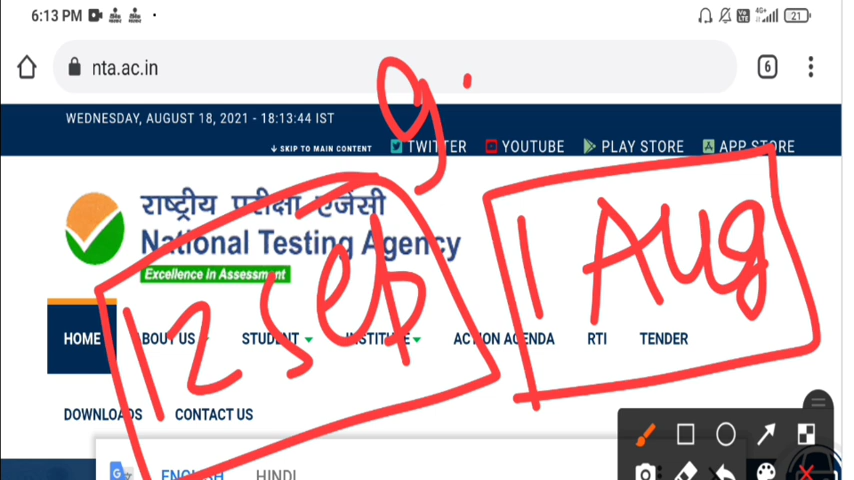 6:13 PM 4G+ 21
nta.ac.in 6
9.
WEDNESDAY, AUGUST 18, 2021 - 18:13:44 IST
SKIP TO MAIN CONTENT TWITTER YOUTUBE PLAY STORE APP STORE
राष्ट्रीय परीक्षा एजेंसी
National Testing Agency
Excellence in Assessment
12 Sep 1 Aug
HOME ABOUT US STUDENT INSTITUTE ACTION AGENDA RTI TENDER
DOWNLOADS CONTACT US
ENGLISH HINDI